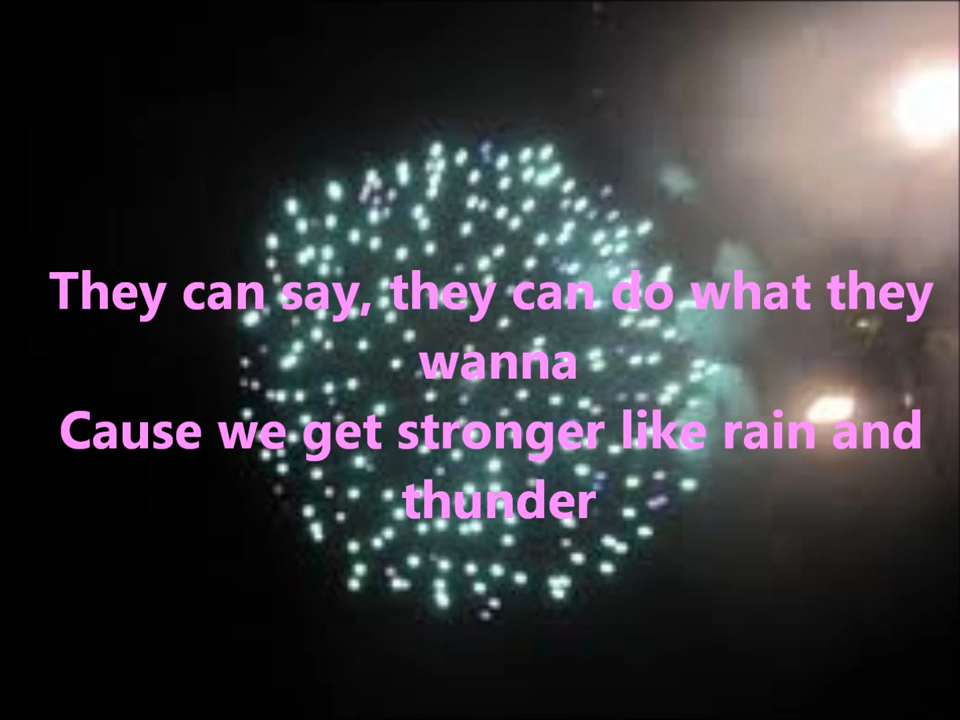 They can say, they can do what they
wanna
Cause we get stronger like rain and
thunder